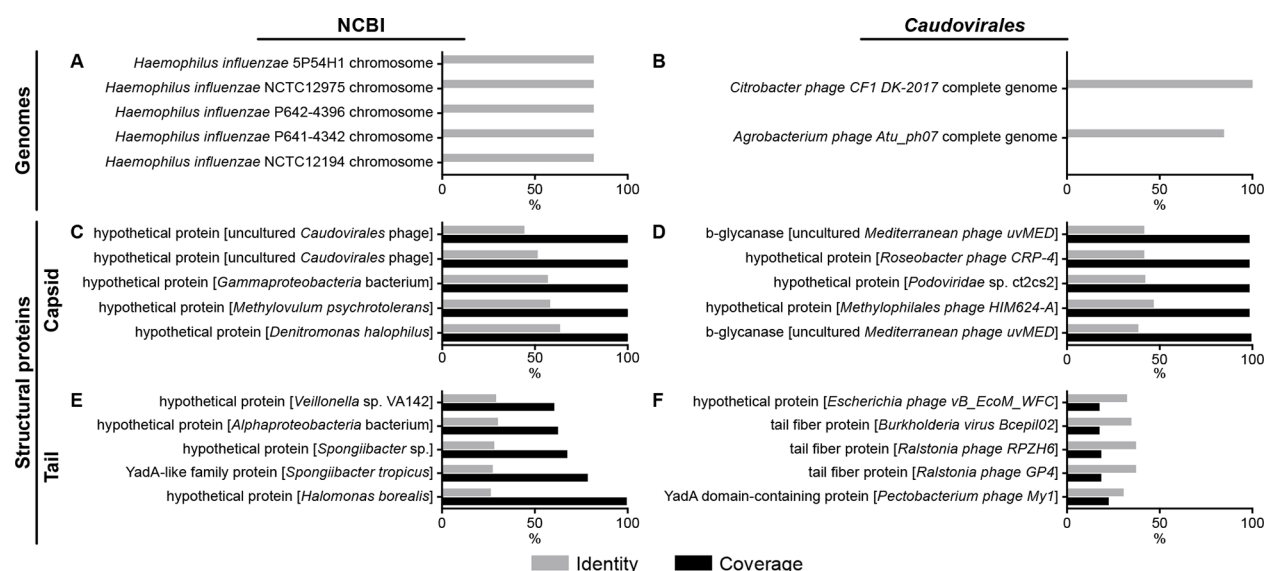 NCBI
Caudovirales
Genomes
A
Haemophilus influenzae 5P54H1 chromosome
Haemophilus influenzae NCTC12975 chromosome
Haemophilus influenzae P642-4396 chromosome
Haemophilus influenzae P641-4342 chromosome
Haemophilus influenzae NCTC12194 chromosome
0 50 100
%
B
Citrobacter phage CF1 DK-2017 complete genome
Agrobacterium phage Atu_ph07 complete genome
0 50 100
%
Structural proteins
Capsid
C
hypothetical protein [uncultured Caudovirales phage]
hypothetical protein [uncultured Caudovirales phage]
hypothetical protein [Gammaproteobacteria bacterium]
hypothetical protein [Methylovulum psychrotolerans]
hypothetical protein [Denitromonas halophilus]
0 50 100
%
D
b-glycanase [uncultured Mediterranean phage uvMED]
hypothetical protein [Roseobacter phage CRP-4]
hypothetical protein [Podoviridae sp. ct2cs2]
hypothetical protein [Methylophilales phage HIM624-A]
b-glycanase [uncultured Mediterranean phage uvMED]
0 50 100
%
Tail
E
hypothetical protein [Veillonella sp. VA142]
hypothetical protein [Alphaproteobacteria bacterium]
hypothetical protein [Spongiibacter sp.]
YadA-like family protein [Spongiibacter tropicus]
hypothetical protein [Halomonas borealis]
0 50 100
%
F
hypothetical protein [Escherichia phage vB_EcoM_WFC]
tail fiber protein [Burkholderia virus Bcepil02]
tail fiber protein [Ralstonia phage RPZH6]
tail fiber protein [Ralstonia phage GP4]
YadA domain-containing protein [Pectobacterium phage My1]
0 50 100
%
Identity Coverage